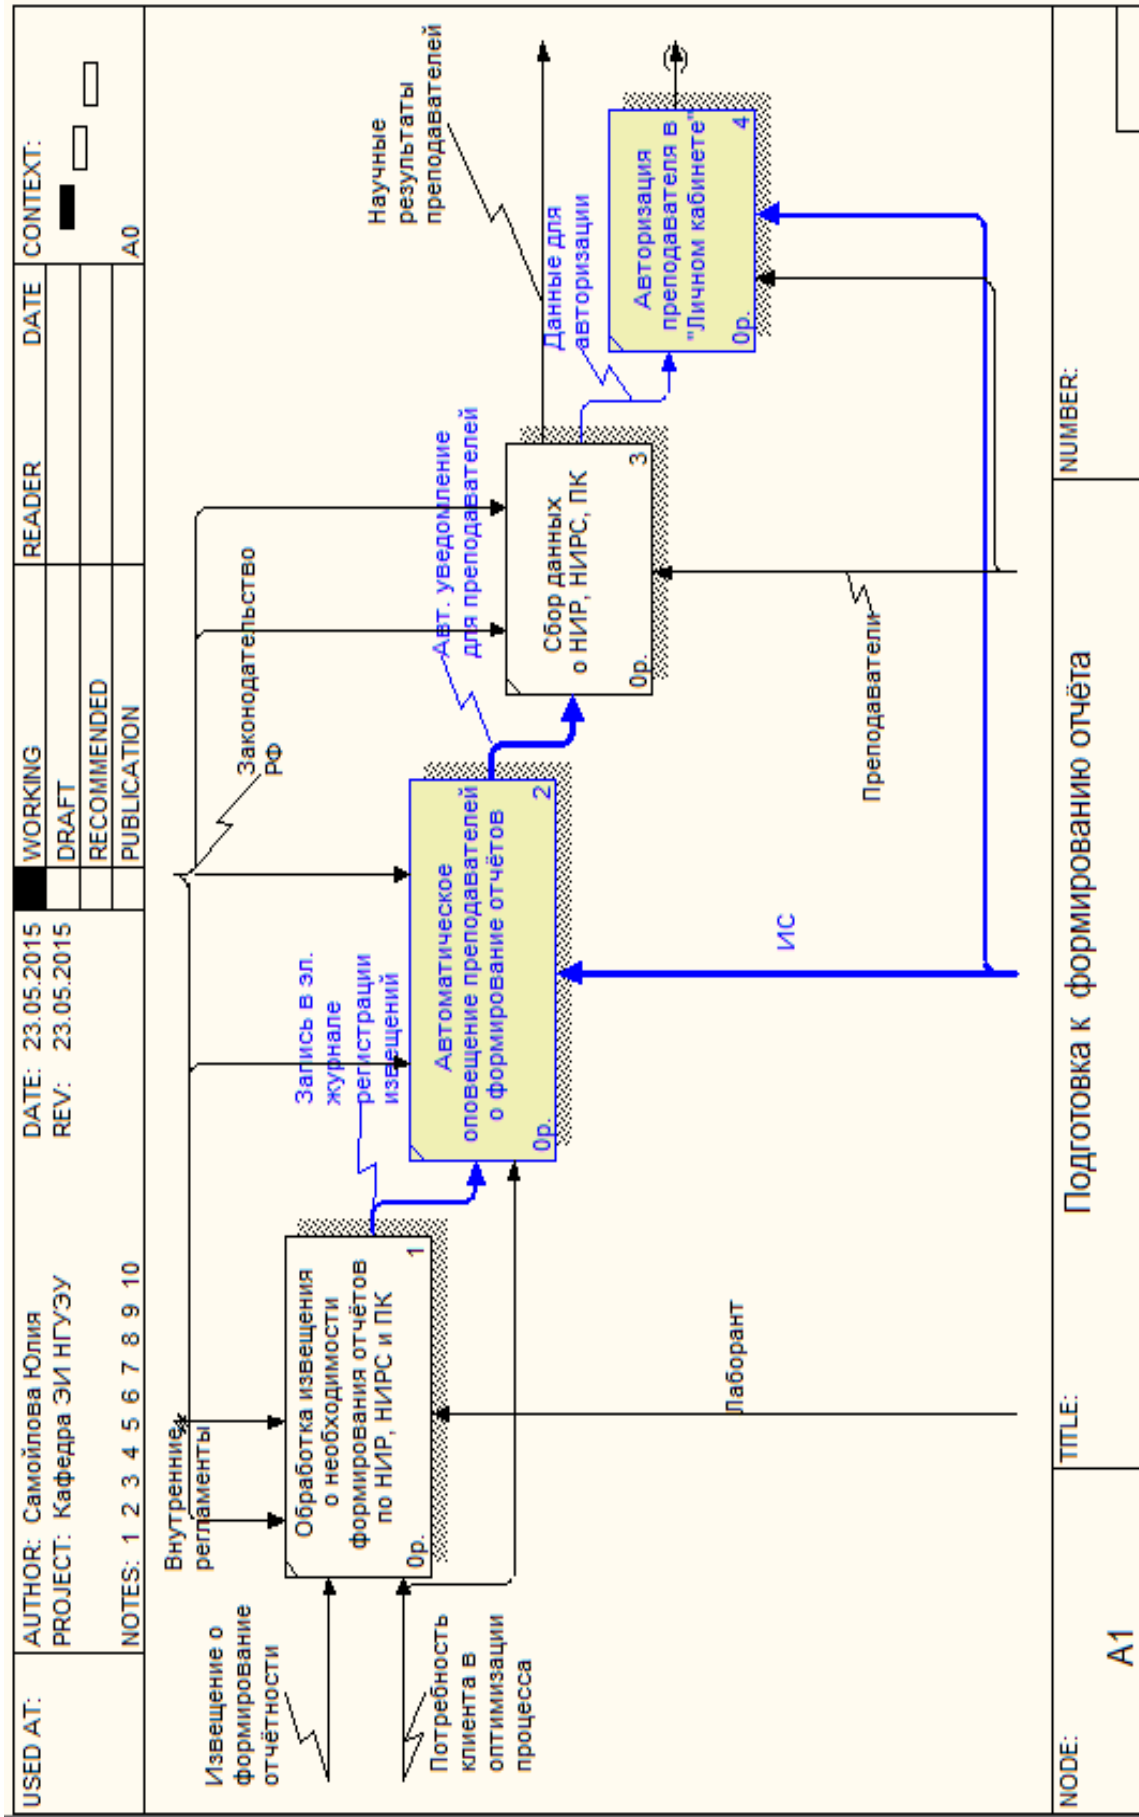 USED AT:
AUTHOR: Самойлова Юлия
PROJECT: Кафедра ЭИ НГУЭУ
NOTES: 1 2 3 4 5 6 7 8 9 10
DATE: 23.05.2015
REV: 23.05.2015
WORKING
DRAFT
RECOMMENDED
PUBLICATION
READER
DATE
CONTEXT:
A0
Внутренние
регламенты
Законодательство
РФ
Извещение о
формирование
отчётности
Потребность
клиента в
оптимизации
процесса
Обработка извещения
о необходимости
формирования отчётов
по НИР, НИРС и ПК
0р.
1
Запись в эл.
журнале
регистрации
извещений
Автоматическое
оповещение преподавателей
о формирование отчётов
0р.
2
Авт. уведомление
для преподавателей
Сбор данных
о НИР, НИРС, ПК
0р.
3
Научные
результаты
преподавателей
Данные для
авторизации
Авторизация
преподавателя в
"Личном кабинете"
0р.
4
Лаборант
ИС
Преподаватели
NODE:
A1
TITLE:
Подготовка к формированию отчёта
NUMBER: